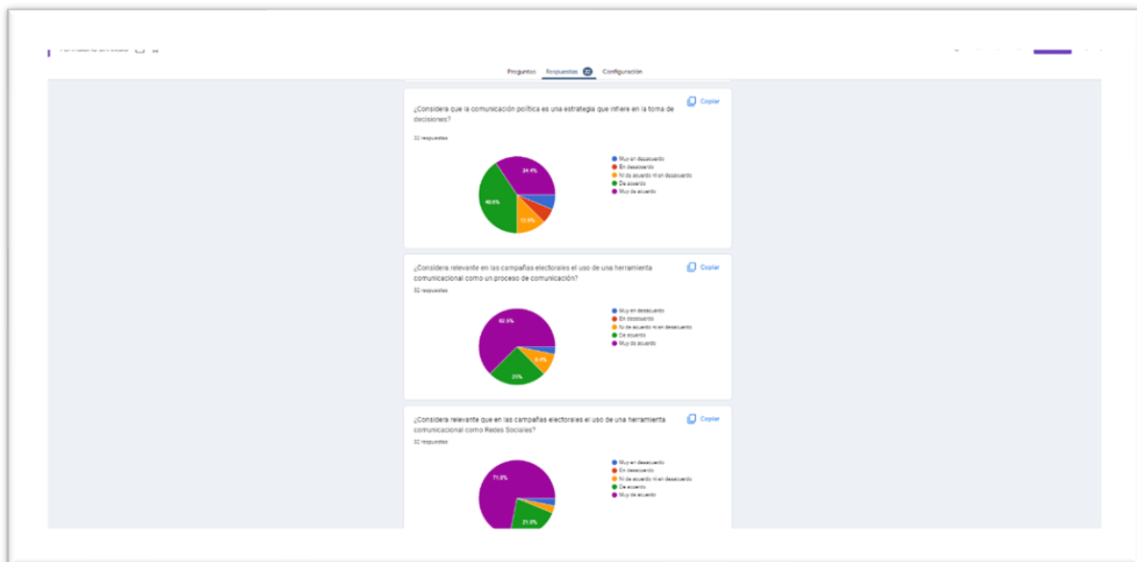 Preguntas Respuestas 32 Configuración
¿Considera que la comunicación política es una estrategia que infiere en la toma de
decisiones?
Copiar
32 respuestas
34.4%
40.6%
12.5%
Muy en desacuerdo
En desacuerdo
Ni de acuerdo ni en desacuerdo
De acuerdo
Muy de acuerdo
¿Considera relevante en las campañas electorales el uso de una herramienta
comunicacional como un proceso de comunicación?
Copiar
32 respuestas
62.5%
9.4%
25%
Muy en desacuerdo
En desacuerdo
Ni de acuerdo ni en desacuerdo
De acuerdo
Muy de acuerdo
¿Considera relevante que en las campañas electorales el uso de una herramienta
comunicacional como Redes Sociales?
Copiar
32 respuestas
71.9%
21.9%
Muy en desacuerdo
En desacuerdo
Ni de acuerdo ni en desacuerdo
De acuerdo
Muy de acuerdo